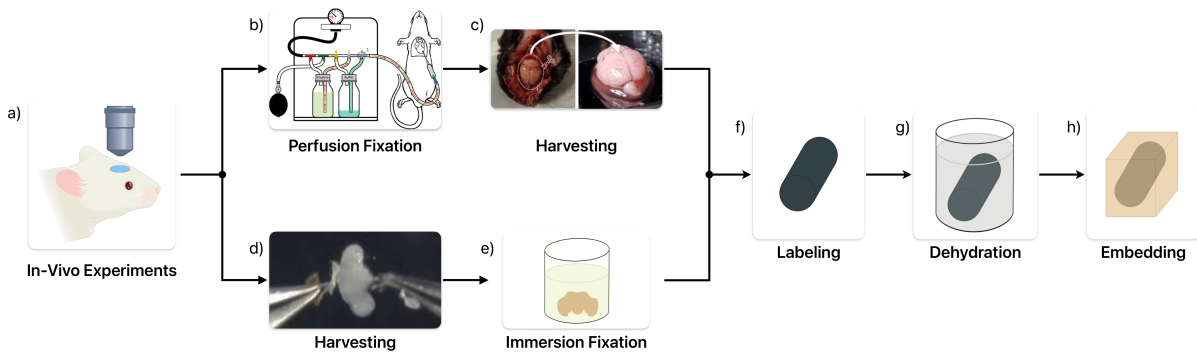 a)
In-Vivo Experiments
b)
Perfusion Fixation
c)
Harvesting
d)
Harvesting
e)
Immersion Fixation
f)
Labeling
g)
Dehydration
h)
Embedding